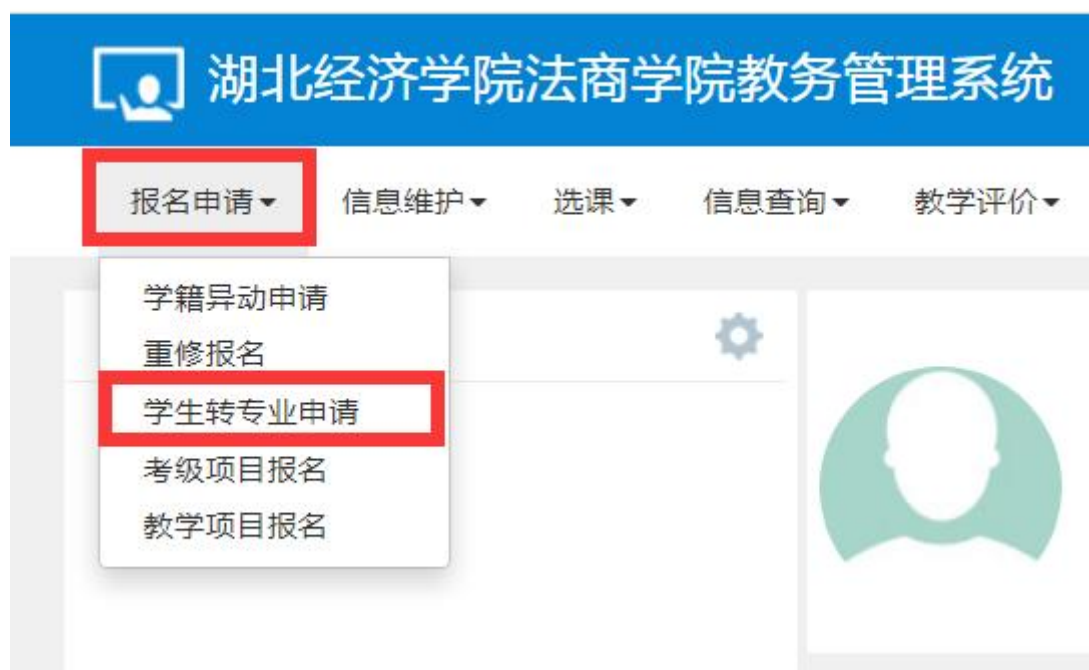 湖北经济学院法商学院教务管理系统
报名申请 信息维护 选课 信息查询 教学评价
学籍异动申请
重修报名
学生转专业申请
考级项目报名
教学项目报名